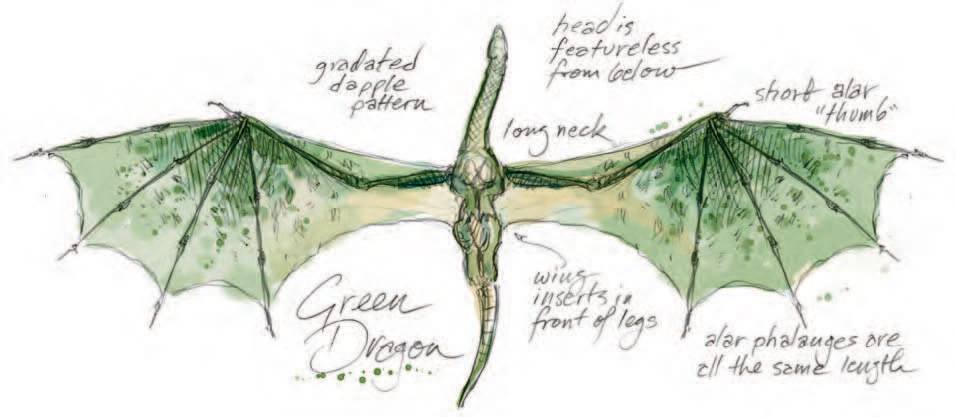 gradated
dapple
pattern
head is
featureless
from below
short alar
"thumb"
long neck
Green
Dragon
wing
inserts in
front of legs
alar phalanges are
all the same length